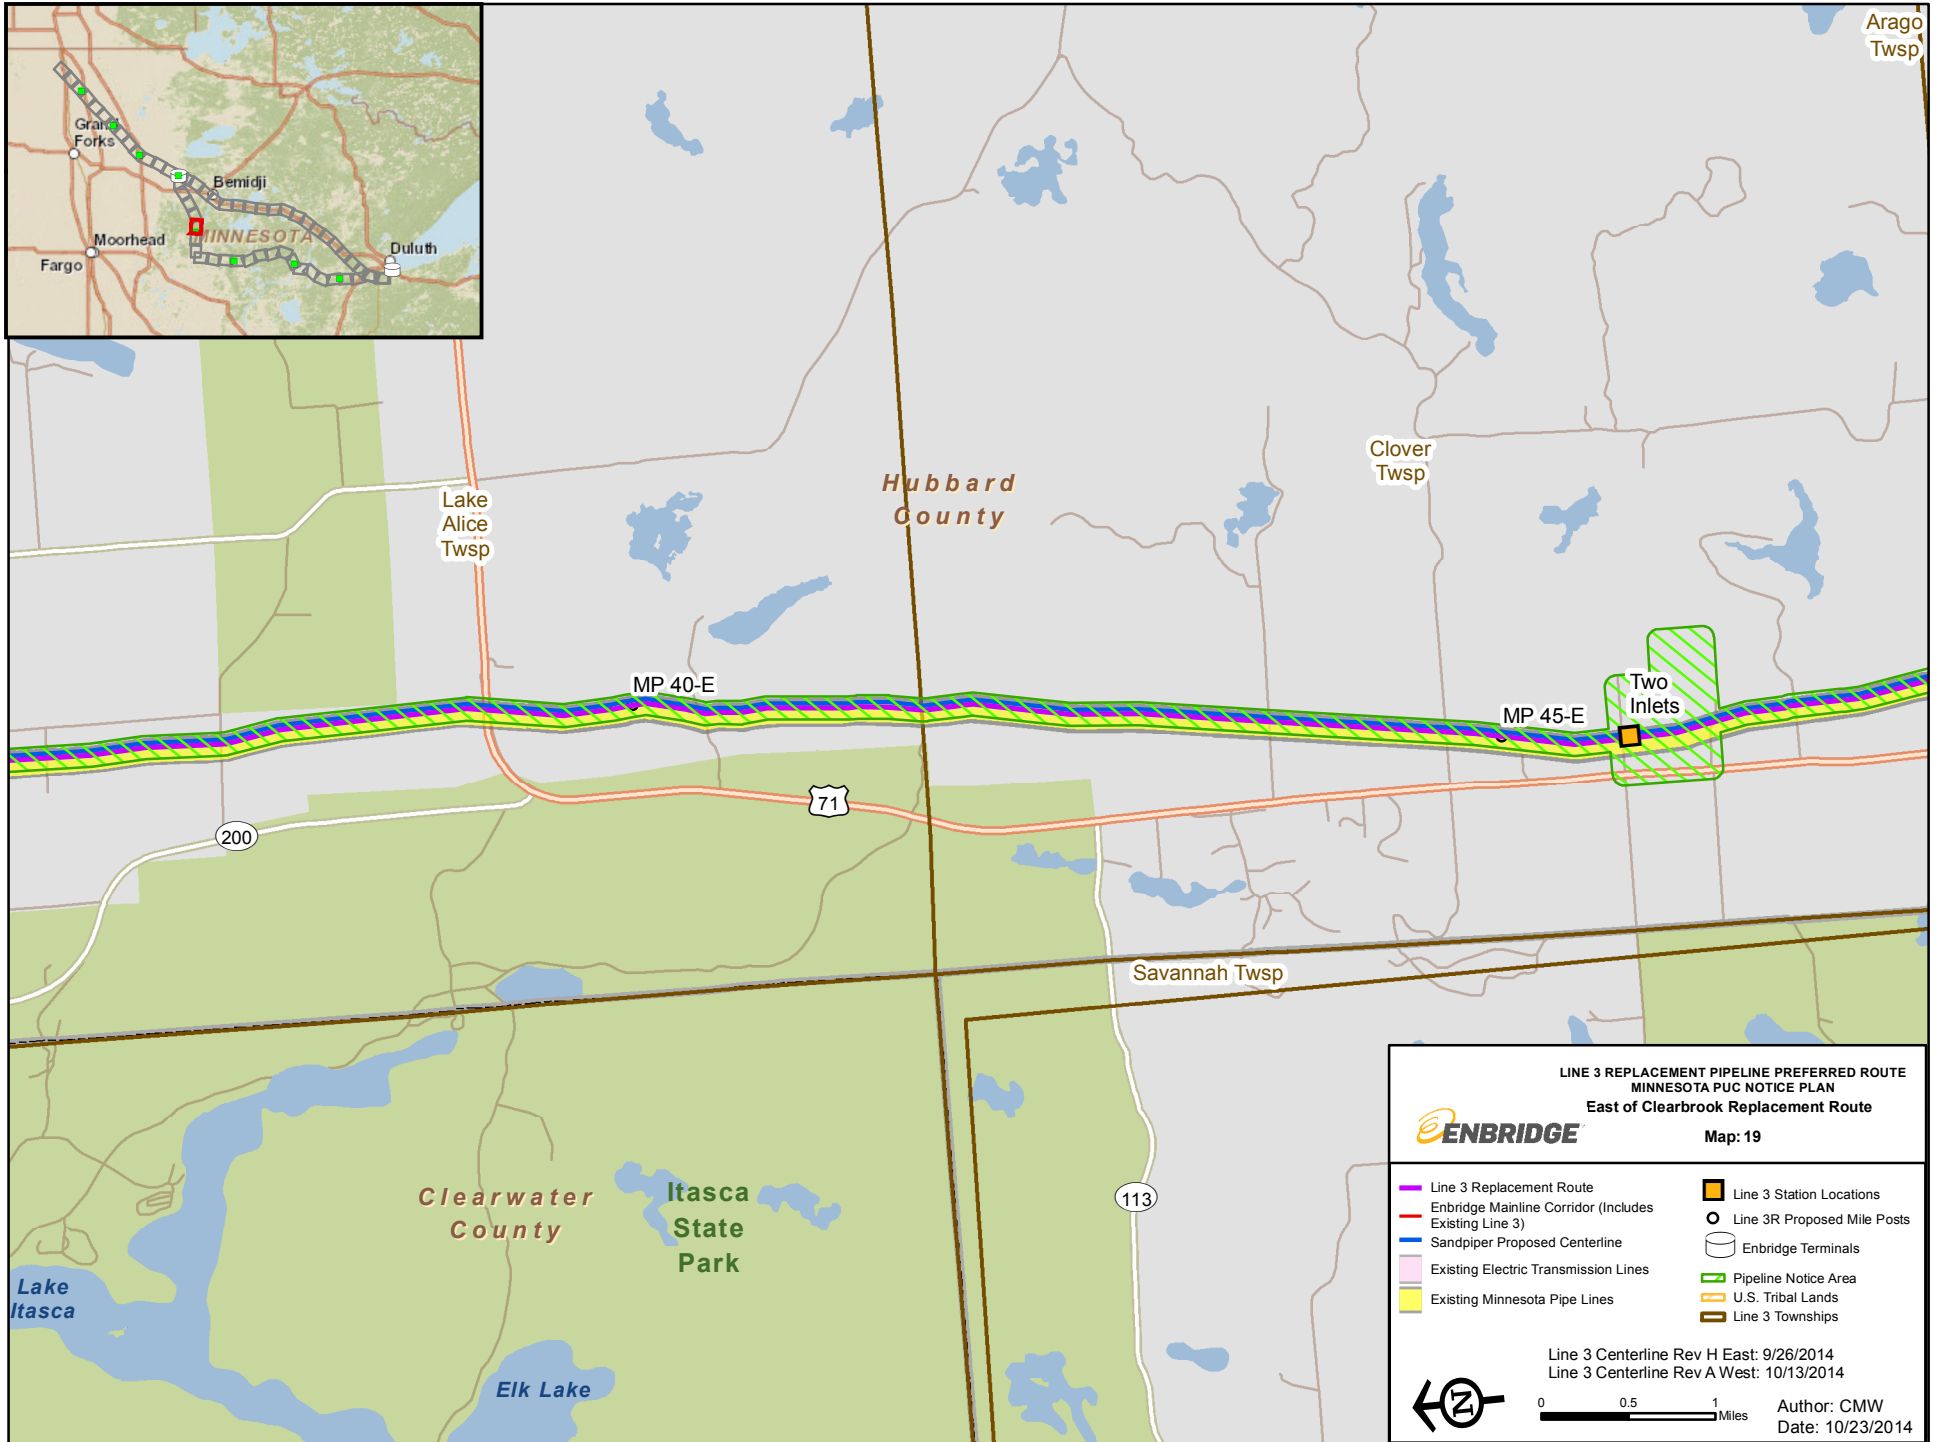 Arago
Twsp
Grand
Forks
Bemidji
MINNESOTA
Moorhead
Fargo
Duluth
Hubbard
County
Clover
Twsp
Lake
Alice
Twsp
MP 40-E
Two
Inlets
MP 45-E
71
200
Savannah Twsp
Clearwater
County
Itasca
State
Park
113
Lake
Itasca
Elk Lake
LINE 3 REPLACEMENT PIPELINE PREFERRED ROUTE
MINNESOTA PUC NOTICE PLAN
East of Clearbrook Replacement Route
ENBRIDGE
Map: 19
Line 3 Replacement Route
Enbridge Mainline Corridor (Includes
Existing Line 3)
Sandpiper Proposed Centerline
Existing Electric Transmission Lines
Existing Minnesota Pipe Lines
Line 3 Station Locations
Line 3R Proposed Mile Posts
Enbridge Terminals
Pipeline Notice Area
U.S. Tribal Lands
Line 3 Townships
Line 3 Centerline Rev H East: 9/26/2014
Line 3 Centerline Rev A West: 10/13/2014
N
0 0.5 1
Miles
Author: CMW
Date: 10/23/2014